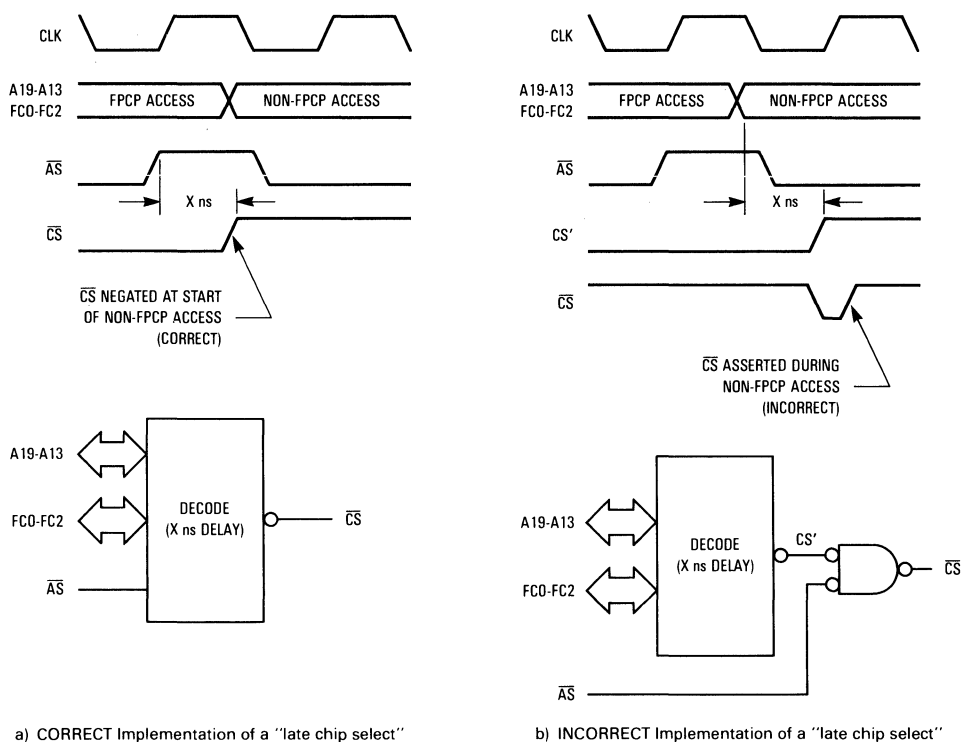 CLK
A19-A13
FC0-FC2
FPCP ACCESS
NON-FPCP ACCESS
AS
X ns
CS
CS NEGATED AT START
OF NON-FPCP ACCESS
(CORRECT)
A19-A13
FC0-FC2
AS
DECODE
(X ns DELAY)
CS
a) CORRECT Implementation of a "late chip select"
CLK
A19-A13
FC0-FC2
FPCP ACCESS
NON-FPCP ACCESS
AS
X ns
CS'
CS
CS ASSERTED DURING
NON-FPCP ACCESS
(INCORRECT)
A19-A13
FC0-FC2
DECODE
(X ns DELAY)
CS'
CS
AS
b) INCORRECT Implementation of a "late chip select"